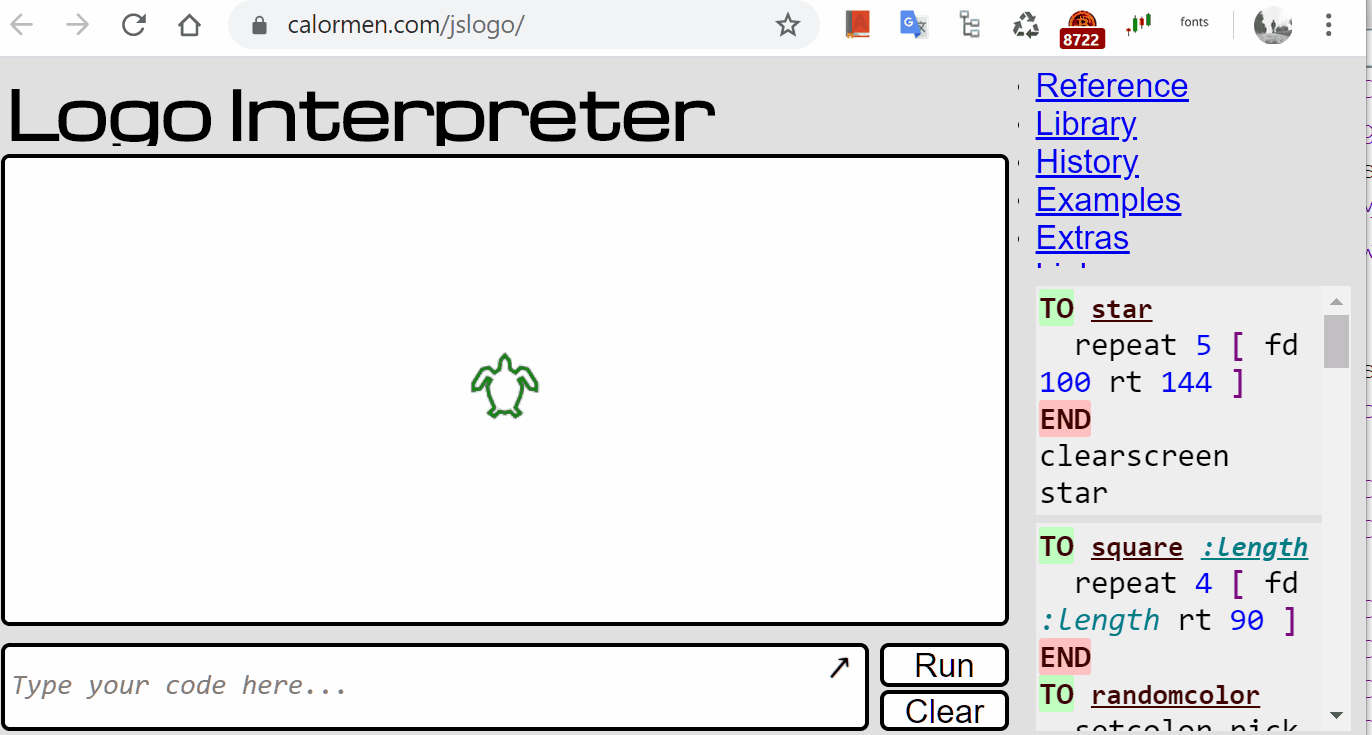 calormen.com/jslogo/
8722
fonts
Logo Interpreter
Reference
Library
History
Examples
Extras
TO star
repeat 5 [ fd
100 rt 144 ]
END
clearscreen
star
TO square :length
repeat 4 [ fd
:length rt 90 ]
END
TO randomcolor
setcolor pick
Type your code here...
Run
Clear